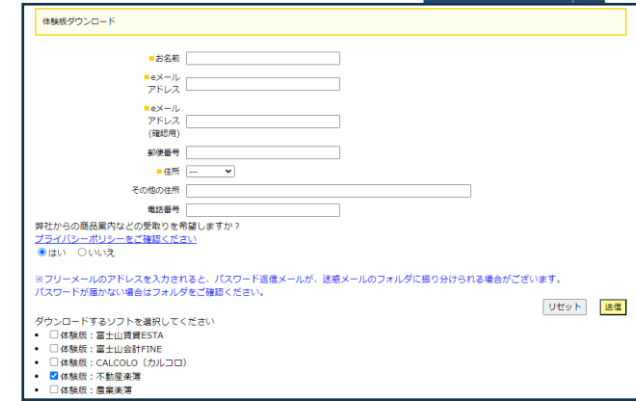 体験版ダウンロード
お名前
eメール
アドレス
eメール
アドレス
(確認用)
郵便番号
住所 ---
その他の住所
電話番号
弊社からの商品案内などの受取りを希望しますか？
プライバシーポリシーをご確認ください
はい いいえ
※フリーメールのアドレスを入力されると、パスワード返信メールが、迷惑メールのフォルダに振り分けられる場合がございます。
パスワードが届かない場合はフォルダをご確認ください。
リセット 送信
ダウンロードするソフトを選択してください
• 体験版：富士山賃貸ESTA
• 体験版：富士山会計FINE
• 体験版：CALCOLO（カルコロ）
• 体験版：不動産楽簿
• 体験版：農業楽簿